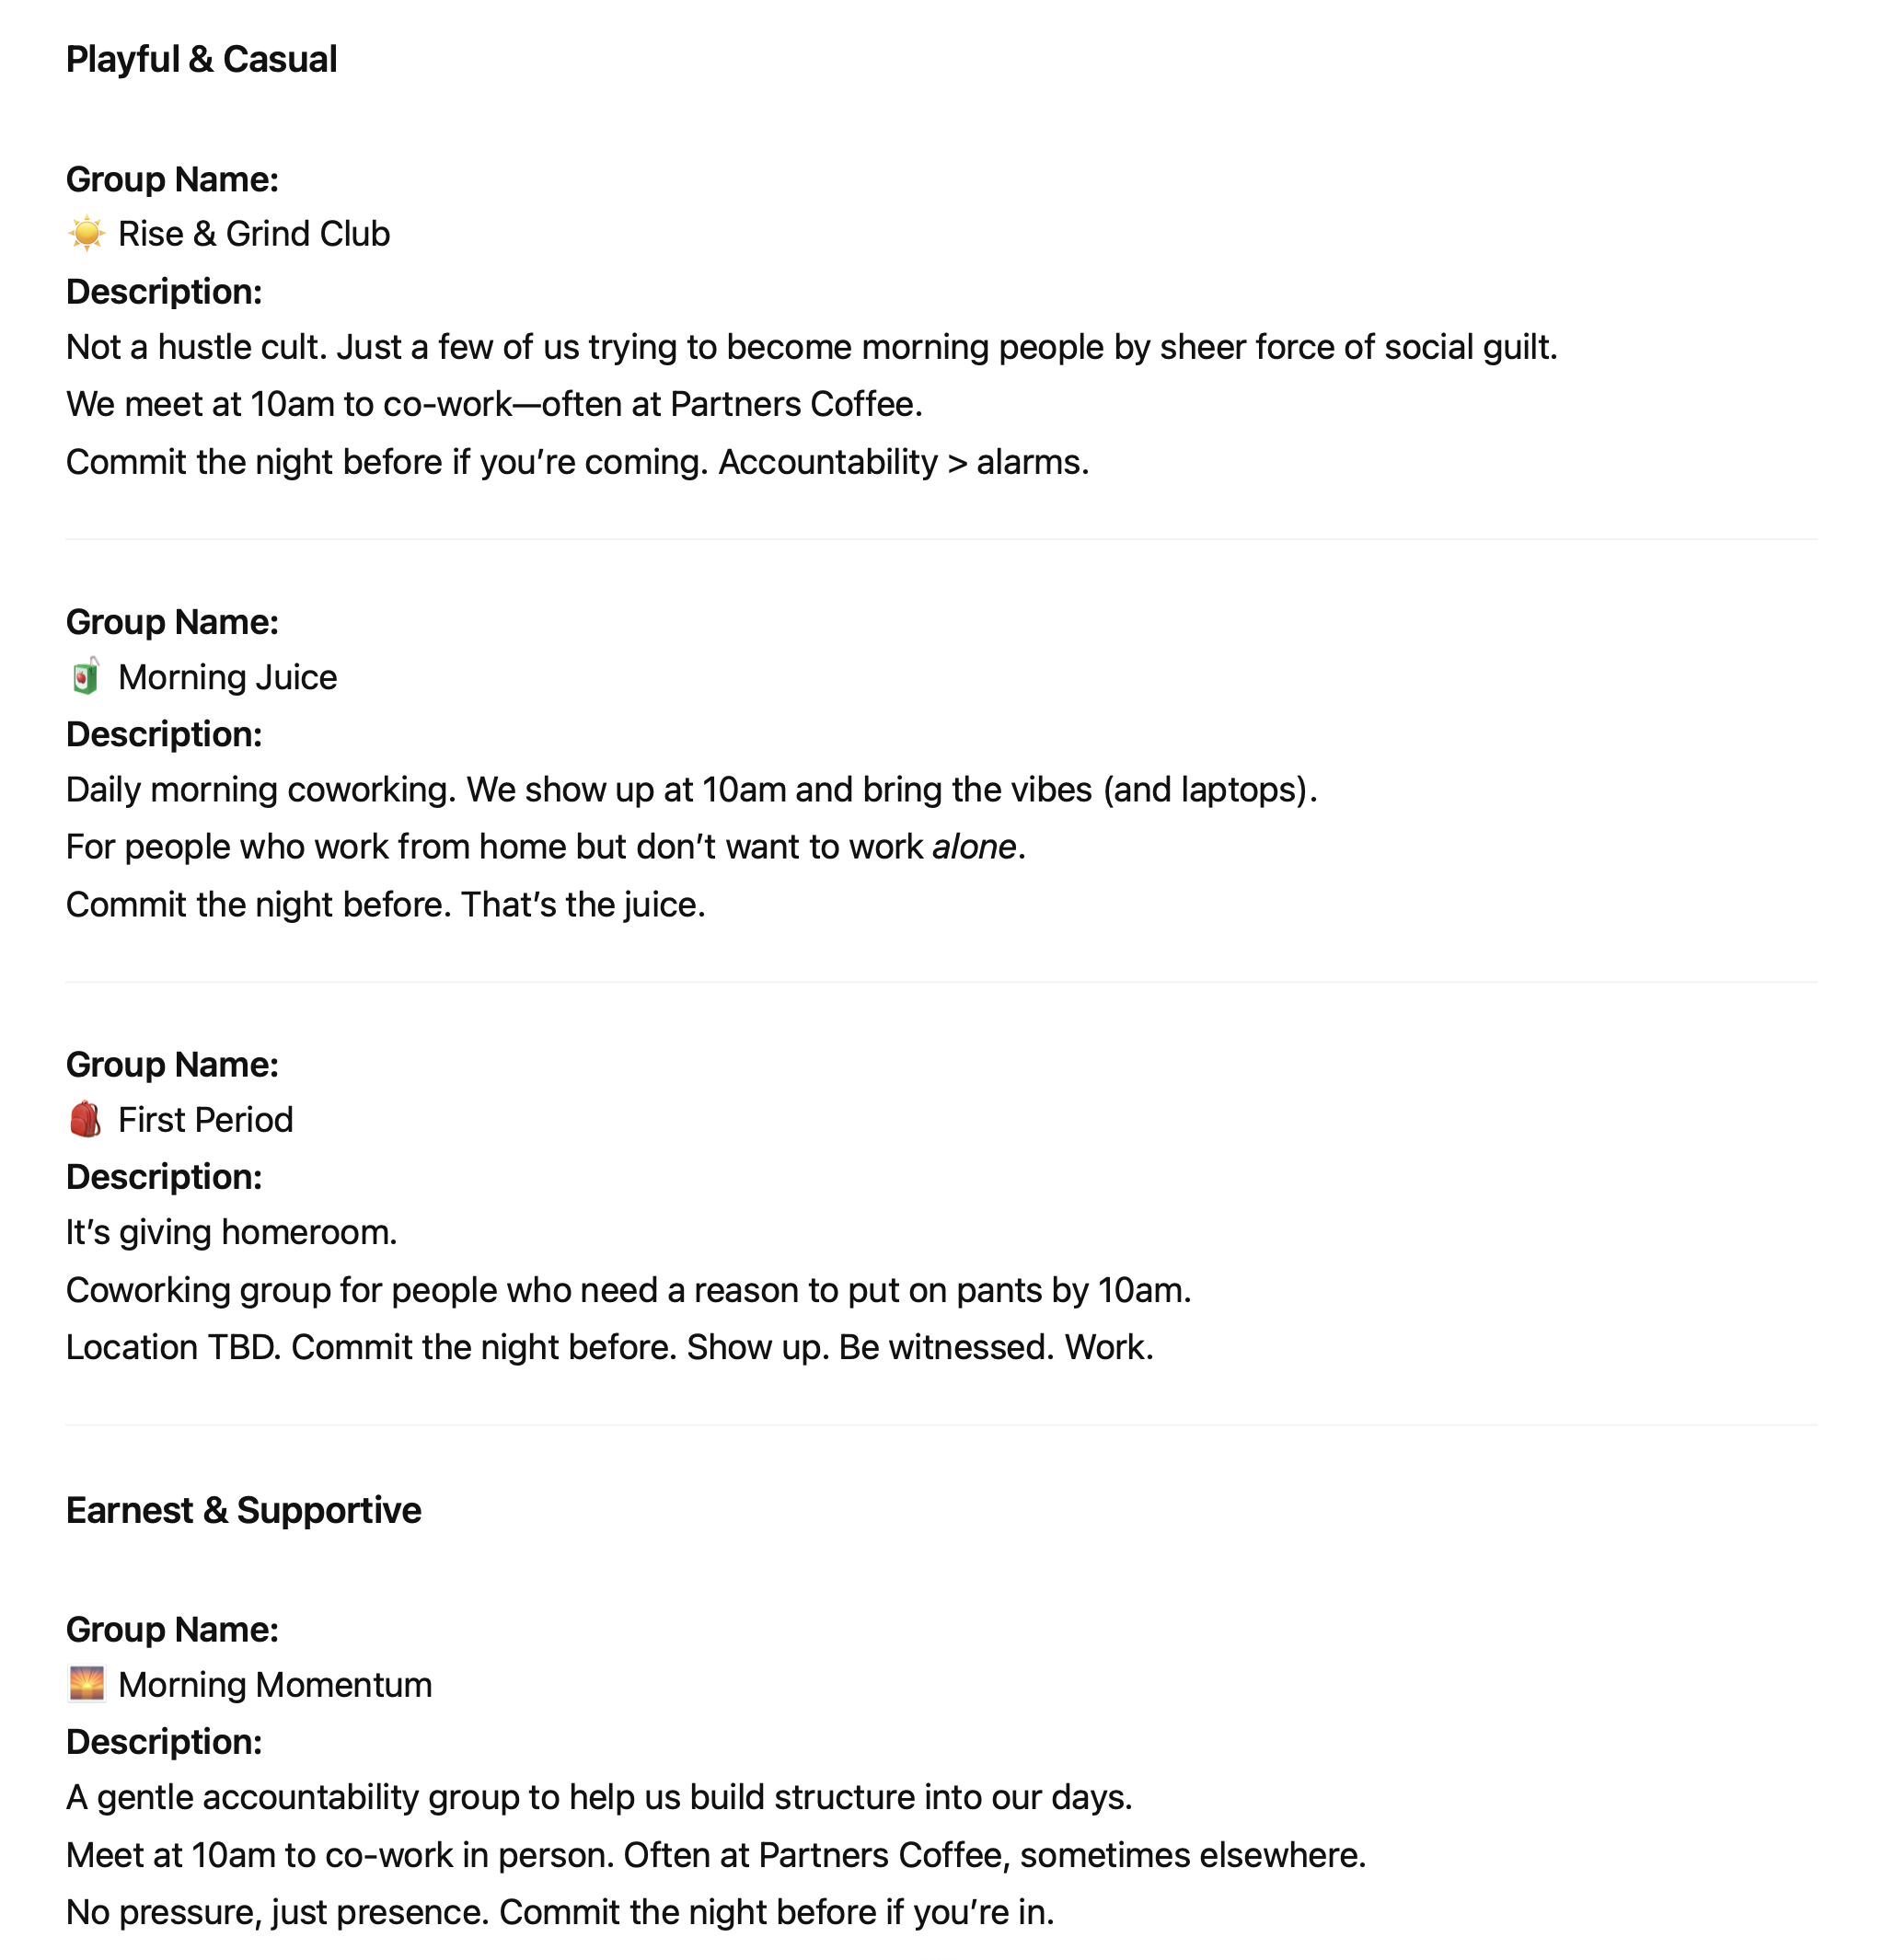 Playful & Casual
Group Name:
☀️ Rise & Grind Club
Description:
Not a hustle cult. Just a few of us trying to become morning people by sheer force of social guilt.
We meet at 10am to co-work—often at Partners Coffee.
Commit the night before if you’re coming. Accountability > alarms.
Group Name:
🧃 Morning Juice
Description:
Daily morning coworking. We show up at 10am and bring the vibes (and laptops).
For people who work from home but don’t want to work alone.
Commit the night before. That’s the juice.
Group Name:
🎒 First Period
Description:
It’s giving homeroom.
Coworking group for people who need a reason to put on pants by 10am.
Location TBD. Commit the night before. Show up. Be witnessed. Work.
Earnest & Supportive
Group Name:
🌅 Morning Momentum
Description:
A gentle accountability group to help us build structure into our days.
Meet at 10am to co-work in person. Often at Partners Coffee, sometimes elsewhere.
No pressure, just presence. Commit the night before if you’re in.